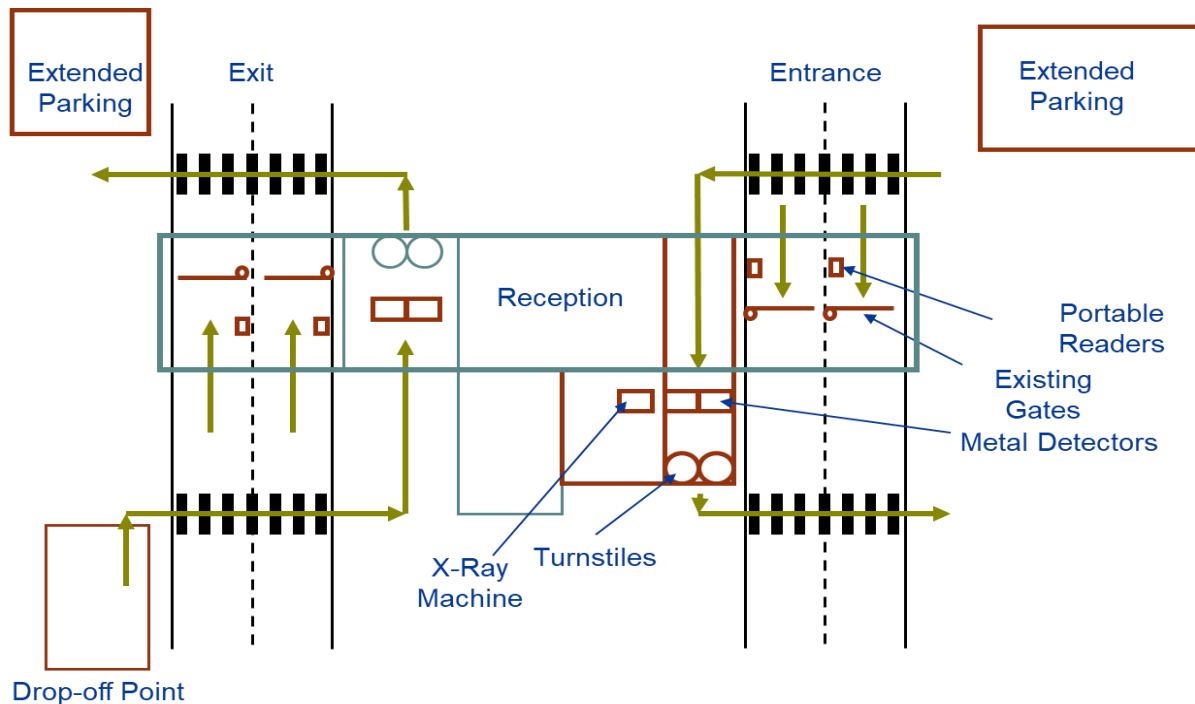 Extended
Parking
Exit
Entrance
Extended
Parking
Reception
Portable
Readers
Existing
Gates
Metal Detectors
X-Ray
Machine
Turnstiles
Drop-off Point